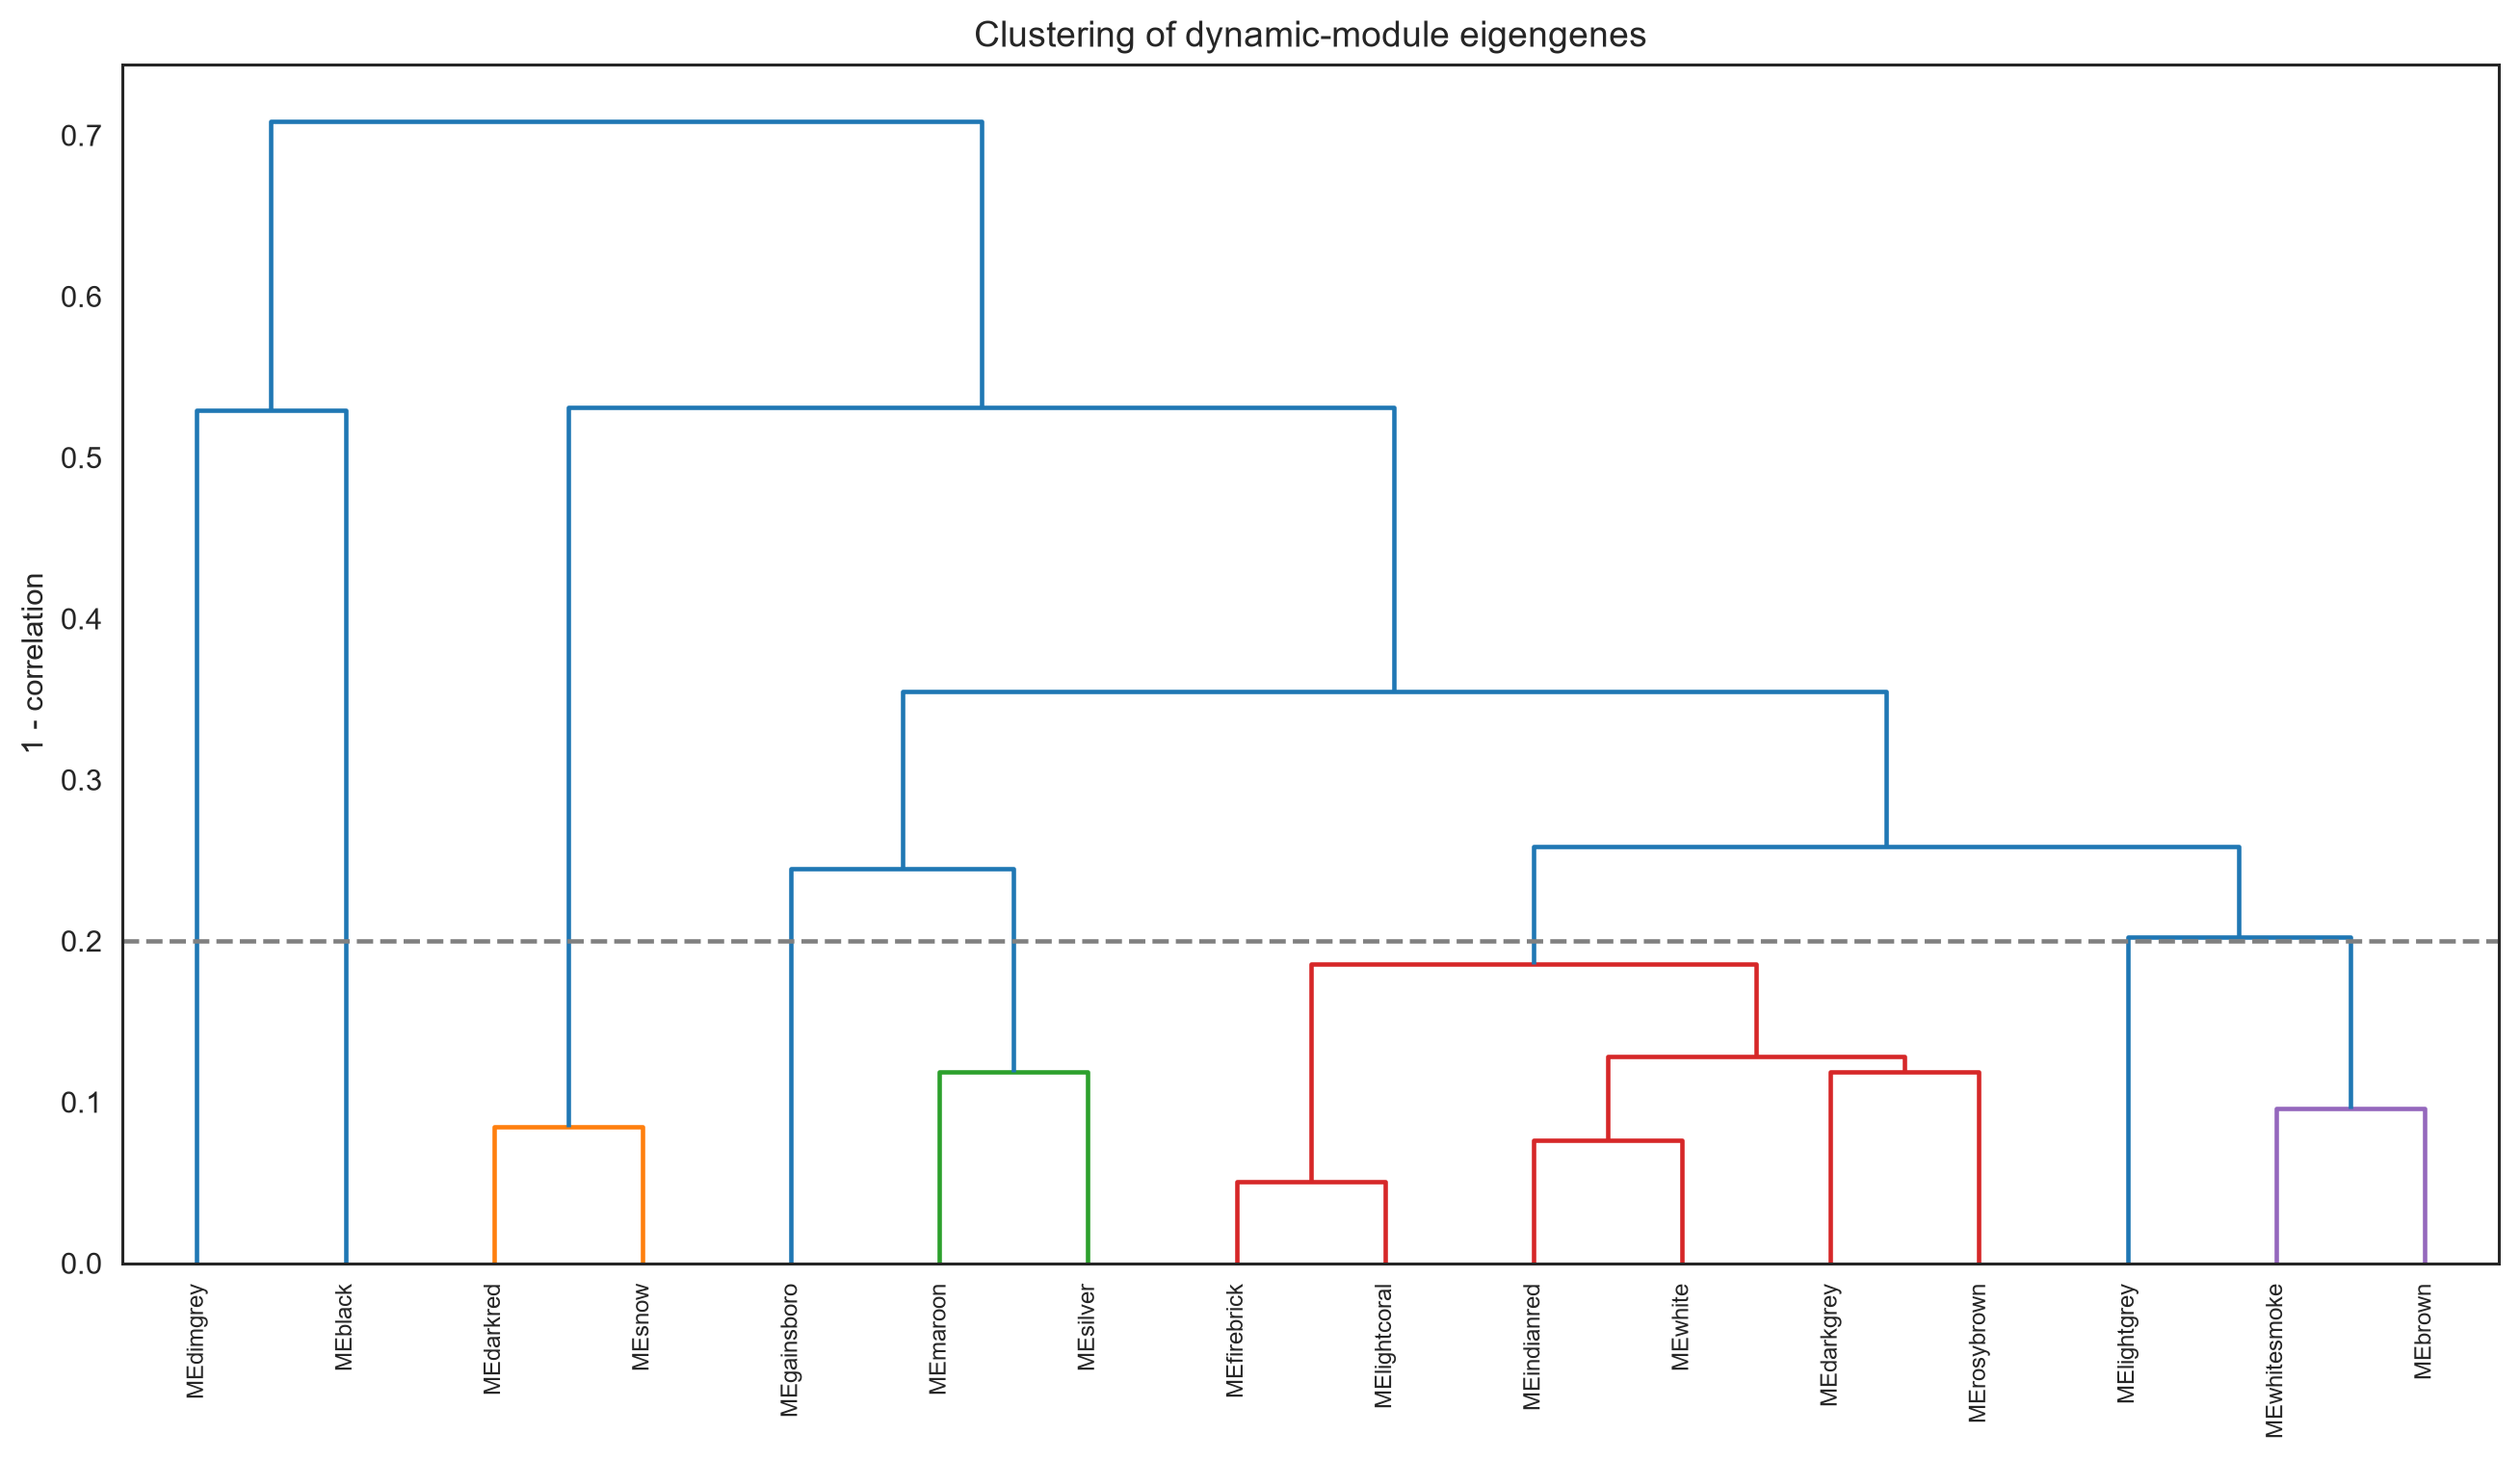 Clustering of dynamic-module eigengenes
1 - correlation
0.7
0.6
0.5
0.4
0.3
0.2
0.1
0.0
MEdimgrey
MEblack
MEdarkred
MEsnow
MEgainsboro
MEmaroon
MEsilver
MEfirebrick
MElightcoral
MEindianred
MEwhite
MEdarkgrey
MErosybrown
MElightgrey
MEwhitesmoke
MEbrown